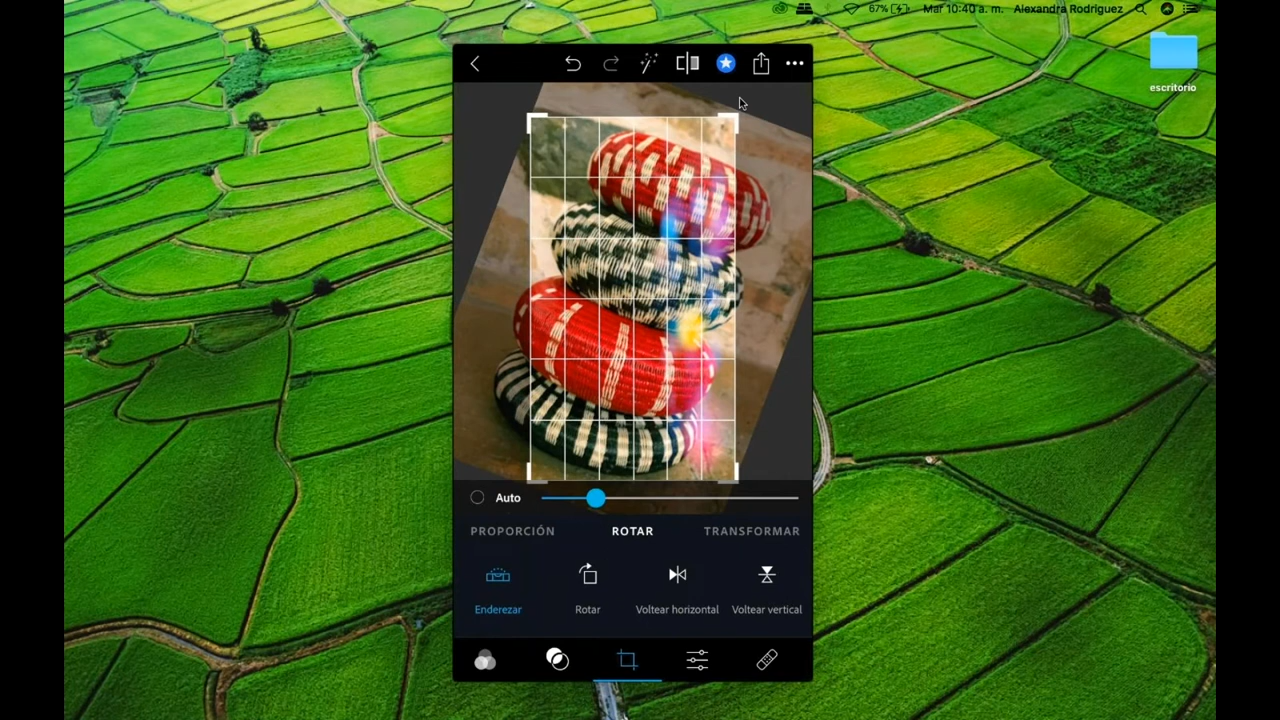 67% Mar 10:40 a. m. Alexandra Rodriguez
escritorio
Auto
PROPORCIÓN ROTAR TRANSFORMAR
Enderezar Rotar Voltear horizontal Voltear vertical